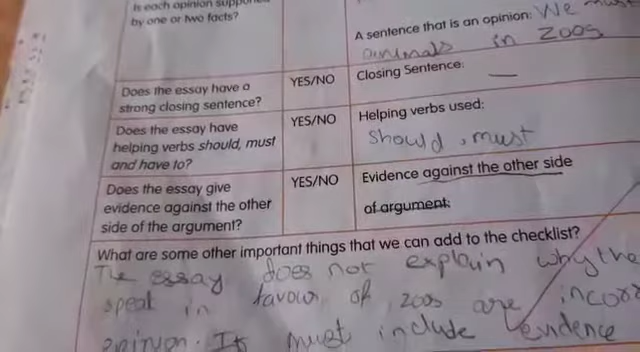 Is each opinion
by one or two facts?
A sentence that is an opinion: We
animals in zoos
Does the essay have a
strong closing sentence?
YES/NO
Closing Sentence:
Does the essay have
helping verbs should, must
and have to?
YES/NO
Helping verbs used:
should, must
Does the essay give
evidence against the other
side of the argument?
YES/NO
Evidence against the other side
of argument:
What are some other important things that we can add to the checklist?
The essay does not explain why the
speak in favour of zoos are
opinion. It must include evidence